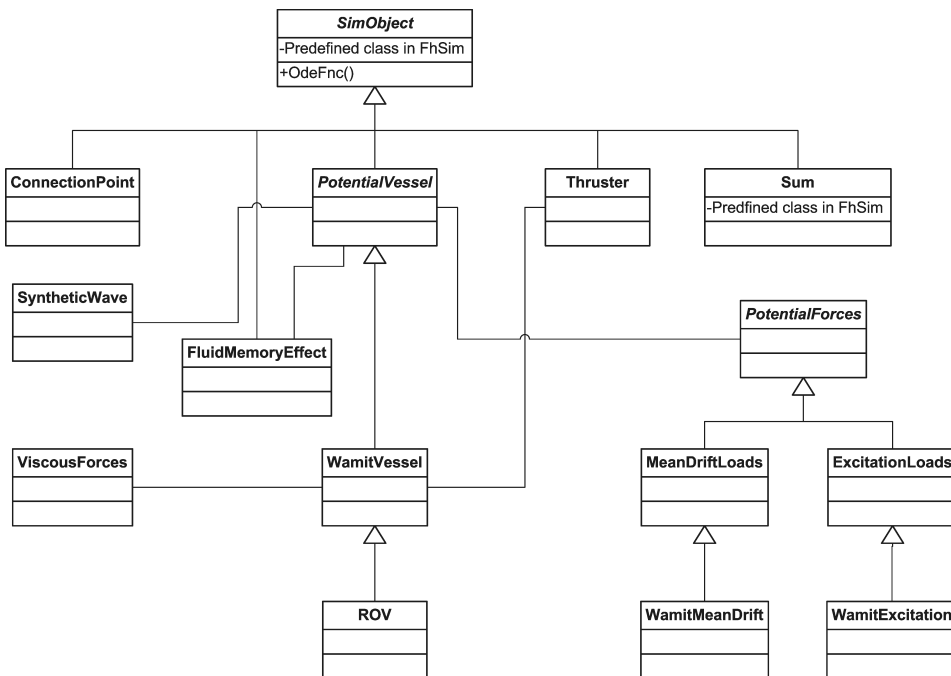 SimObject
-Predefined class in FhSim
+OdeFnc()
ConnectionPoint
PotentialVessel
Thruster
Sum
-Predfined class in FhSim
SyntheticWave
PotentialForces
FluidMemoryEffect
ViscousForces
WamitVessel
MeanDriftLoads
ExcitationLoads
ROV
WamitMeanDrift
WamitExcitation